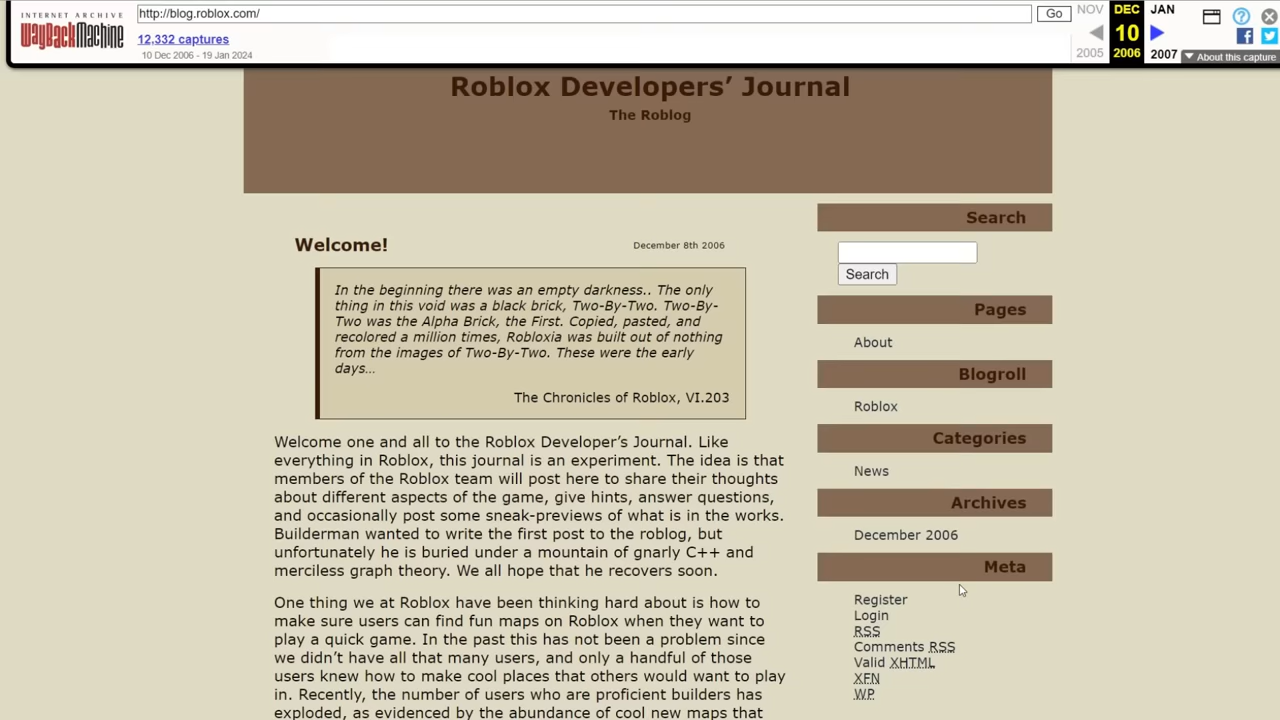 INTERNET ARCHIVE
WayBackMachine
http://blog.roblox.com/
Go
12,332 captures
10 Dec 2006 - 19 Jan 2024
NOV
DEC
JAN
10
2005
2006
2007
About this capture
Roblox Developers’ Journal
The Roblog
Welcome!
December 8th 2006
In the beginning there was an empty darkness.. The only
thing in this void was a black brick, Two-By-Two. Two-By-
Two was the Alpha Brick, the First. Copied, pasted, and
recolored a million times, Robloxia was built out of nothing
from the images of Two-By-Two. These were the early
days…
The Chronicles of Roblox, VI.203
Welcome one and all to the Roblox Developer’s Journal. Like
everything in Roblox, this journal is an experiment. The idea is that
members of the Roblox team will post here to share their thoughts
about different aspects of the game, give hints, answer questions,
and occasionally post some sneak-previews of what is in the works.
Builderman wanted to write the first post to the roblog, but
unfortunately he is buried under a mountain of gnarly C++ and
merciless graph theory. We all hope that he recovers soon.
One thing we at Roblox have been thinking hard about is how to
make sure users can find fun maps on Roblox when they want to
play a quick game. In the past this has not been a problem since
we didn’t have all that many users, and only a handful of those
users knew how to make cool places that others would want to play
in. Recently, the number of users who are proficient builders has
exploded, as evidenced by the abundance of cool new maps that
Search
Search
Pages
About
Blogroll
Roblox
Categories
News
Archives
December 2006
Meta
Register
Login
RSS
Comments RSS
Valid XHTML
XFN
WP